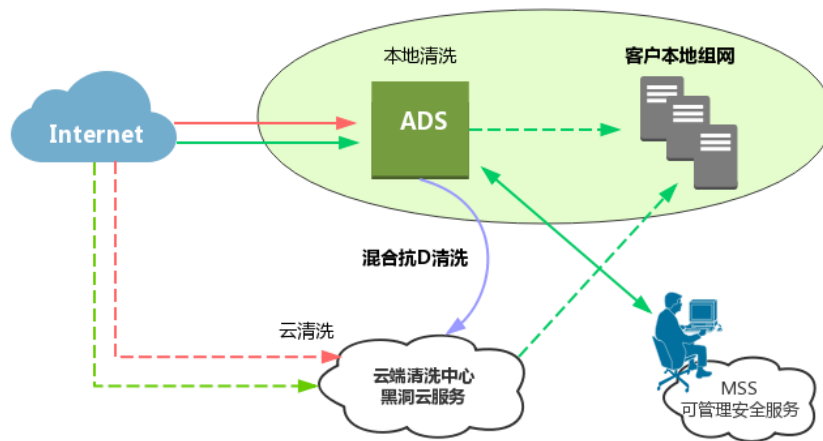 本地清洗
客户本地组网
Internet
ADS
混合抗D清洗
云清洗
云端清洗中心
黑洞云服务
MSS
可管理安全服务